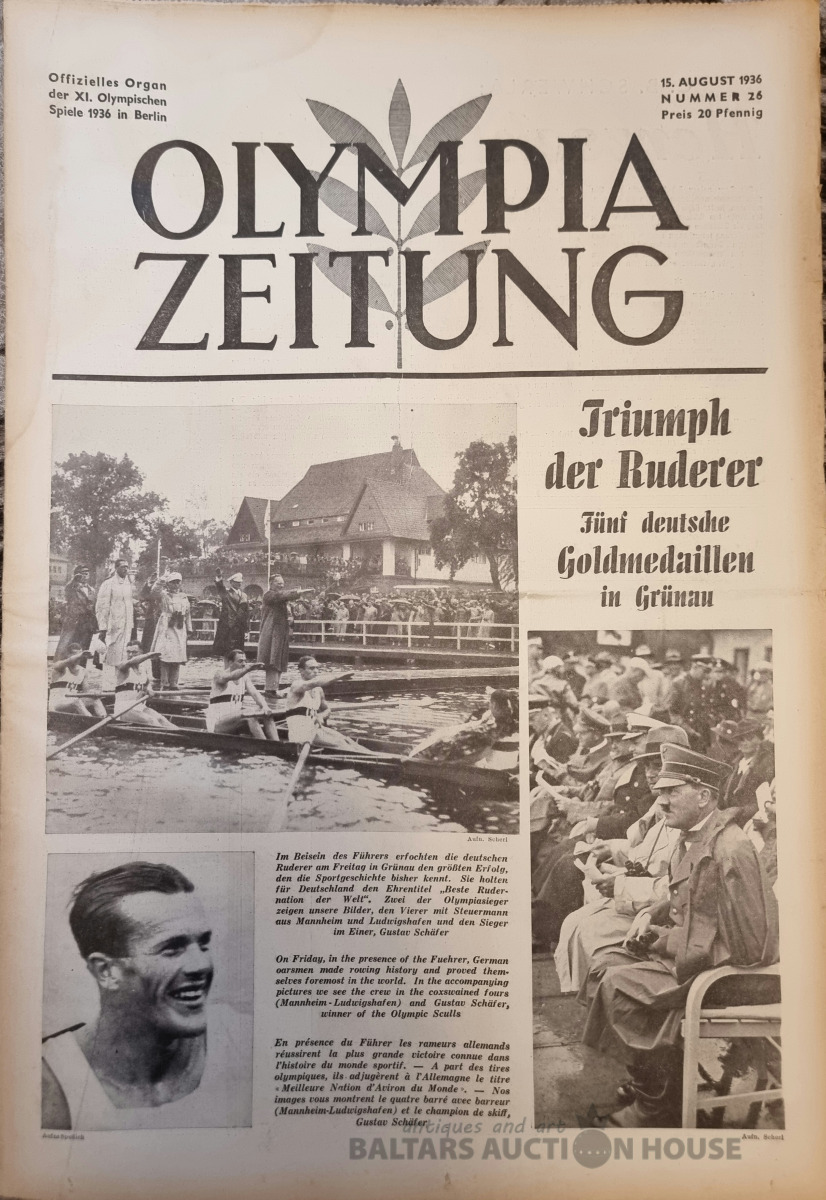 Offizielles Organ
der XI. Olympischen
Spiele 1936 in Berlin
15. AUGUST 1936
NUMMER 26
Preis 20 Pfennig
OLYMPIA
ZEITUNG
Triumph
der Ruderer
Fünf deutsche
Goldmedaillen
in Grünau
Aufn. Scherl
Im Beisein des Führers erfochten die deutschen
Ruderer am Freitag in Grünau den größten Erfolg,
den die Sportgeschichte bisher kennt. Sie holten
für Deutschland den Ehrentitel „Beste Ruder-
nation der Welt“. Zwei der Olympiasieger
zeigen unsere Bilder, den Vierer mit Steuermann
aus Mannheim und Ludwigshafen und den Sieger
im Einer, Gustav Schäfer
On Friday, in the presence of the Fuehrer, German
oarsmen made rowing history and proved them-
selves foremost in the world. In the accompanying
pictures we see the crew in the coxswained fours
(Mannheim-Ludwigshafen) and Gustav Schäfer,
winner of the Olympic Sculls
En présence du Führer les rameurs allemands
réussirent la plus grande victoire connue dans
l'histoire du monde sportif. — A part des titres
olympiques, ils adjugèrent à l'Allemagne le titre
«Meilleure Nation d'Aviron du Monde». — Nos
images vous montrent le quatre barré avec barreur
(Mannheim-Ludwigshafen) et le champion de skiff,
Gustav Schäfer
Aufn. Scherl
antiques and art
BALTARS AUCTION HOUSE